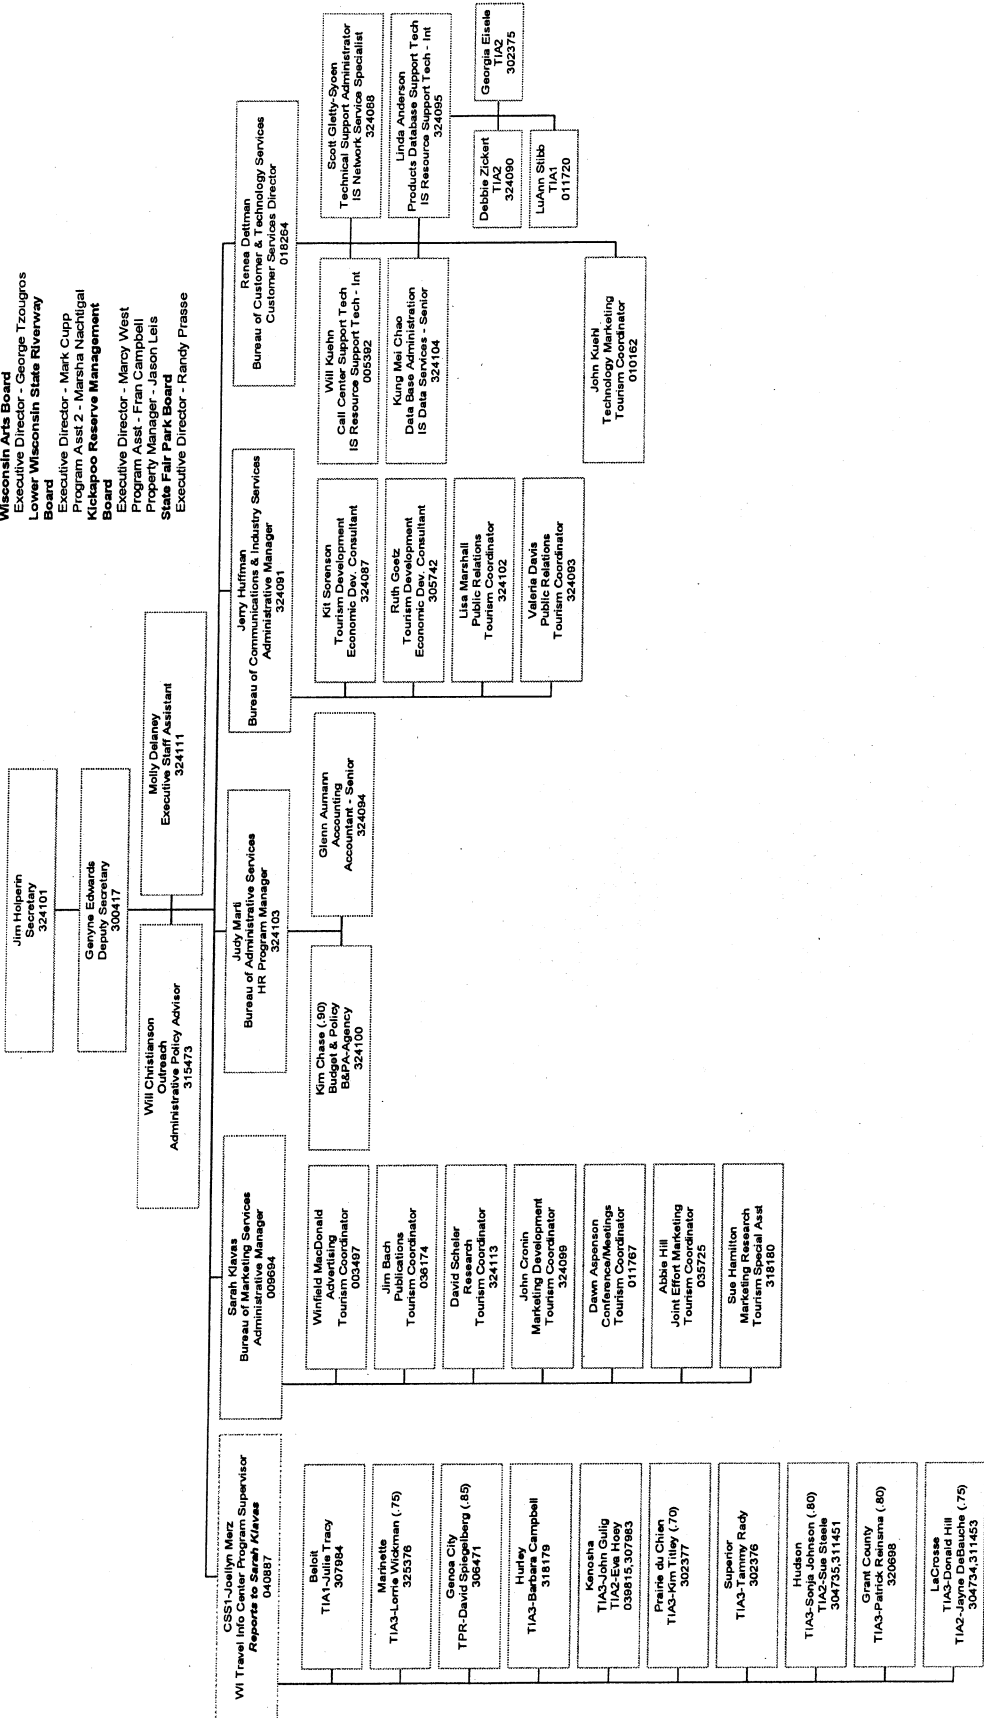 Wisconsin Arts Board
Executive Director - George Tzougros
Lower Wisconsin State Riverway
Board
Executive Director - Mark Cupp
Program Asst 2 - Marsha Nachtigal
Kickapoo Reserve Management
Board
Executive Director - Marcy West
Program Asst - Fran Campbell
Property Manager - Jason Leis
State Fair Park Board
Executive Director - Randy Prasse
Jim Holperin
Secretary
324101
Genyne Edwards
Deputy Secretary
300417
Will Christianson
Outreach
Administrative Policy Advisor
315473
Molly Delaney
Executive Staff Assistant
324111
CSS1-Joellyn Merz
WI Travel Info Center Program Supervisor
Reports to Sarah Klavas
040887
Beloit
TIA1-Julie Tracy
307984
Marinette
TIA3-Lorrie Wickman (.75)
325376
Genoa City
TPR-David Spiegelberg (.85)
306471
Hurley
TIA3-Barbara Campbell
318179
Kenosha
TIA3-John Gulig
TIA2-Eva Hoey
039815,307983
Prairie du Chien
TIA3-Kim Titley (.70)
302377
Superior
TIA3-Tammy Rady
302376
Hudson
TIA3-Sonja Johnson (.80)
TIA2-Sue Steele
304735,311451
Grant County
TIA3-Patrick Reinsma (.80)
320698
LaCrosse
TIA3-Donald Hill
TIA2-Jayne DeBauche (.75)
304734,311453
Sarah Klavas
Bureau of Marketing Services
Administrative Manager
009694
Winfield MacDonald
Advertising
Tourism Coordinator
003497
Jim Bach
Publications
Tourism Coordinator
036174
David Scheler
Research
Tourism Coordinator
324113
John Cronin
Marketing Development
Tourism Coordinator
324099
Dawn Aspenson
Conference/Meetings
Tourism Coordinator
011767
Abbie Hill
Joint Effort Marketing
Tourism Coordinator
035725
Sue Hamilton
Marketing Research
Tourism Special Asst
318180
Judy Marti
Bureau of Administrative Services
HR Program Manager
324103
Kim Chase (.90)
Budget & Policy
B&PA-Agency
324100
Glenn Aumann
Accounting
Accountant - Senior
324094
Jerry Huffman
Bureau of Communications & Industry Services
Administrative Manager
324091
Kit Sorenson
Tourism Development
Economic Dev. Consultant
324087
Ruth Goetz
Tourism Development
Economic Dev. Consultant
305742
Lisa Marshall
Public Relations
Tourism Coordinator
324102
Valeria Davis
Public Relations
Tourism Coordinator
324093
Renea Dettman
Bureau of Customer & Technology Services
Customer Services Director
018264
Will Kuehn
Call Center Support Tech
IS Resource Support Tech - Int
005392
Scott Gletty-Syoen
Technical Support Administrator
IS Network Service Specialist
324088
Kung Mei Chao
Data Base Administration
IS Data Services - Senior
324104
Linda Anderson
Products Database Support Tech
IS Resource Support Tech - Int
324095
Debbie Zickert
TIA2
324090
Georgia Eisele
TIA2
302375
LuAnn Stibb
TIA1
011720
John Kuehl
Technology Marketing
Tourism Coordinator
010162